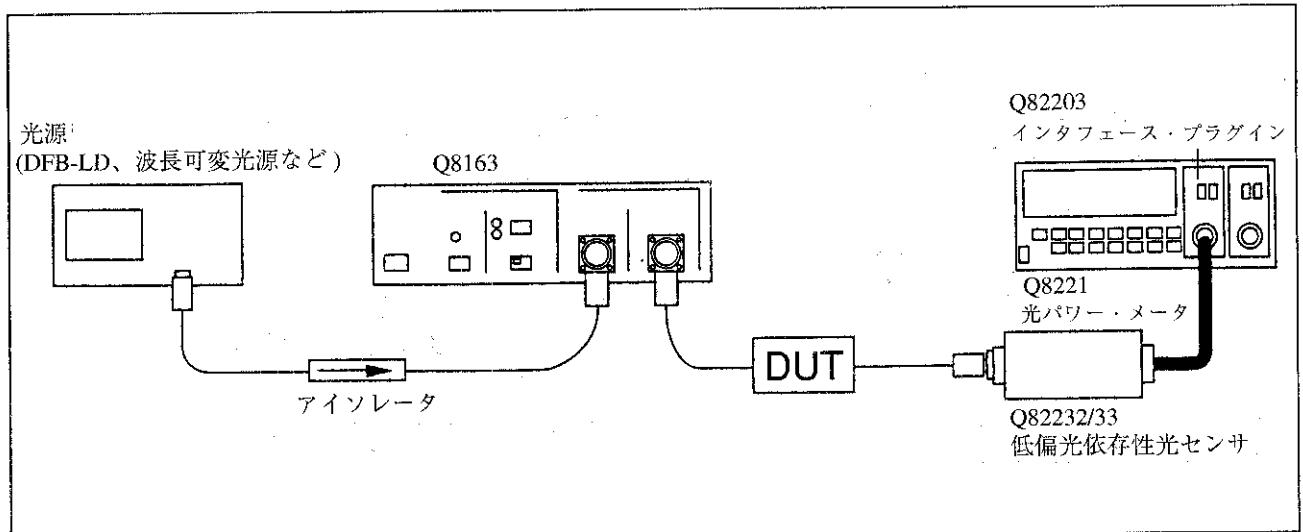 光源
(DFB-LD、波長可変光源など)
Q8163
Q82203
インタフェース・プラグイン
Q8221
光パワー・メータ
アイソレータ
DUT
Q82232/33
低偏光依存性光センサ